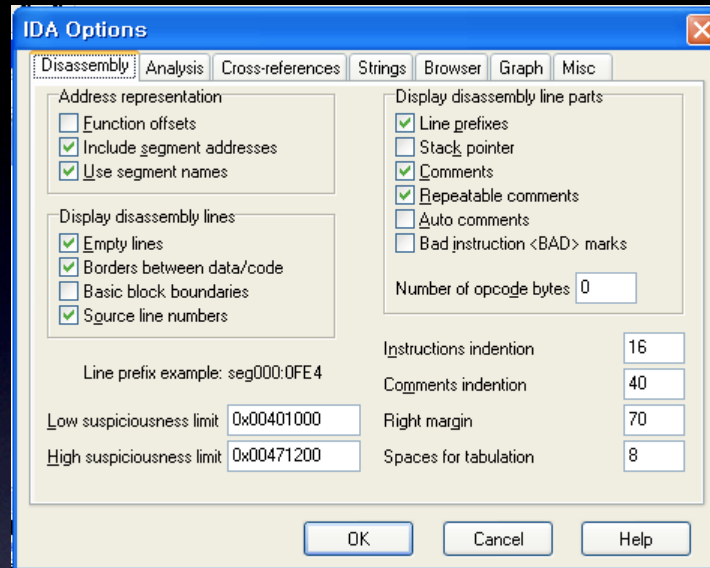 IDA Options
Disassembly
Analysis
Cross-references
Strings
Browser
Graph
Misc
Address representation
Function offsets
Include segment addresses
Use segment names
Display disassembly lines
Empty lines
Borders between data/code
Basic block boundaries
Source line numbers
Line prefix example: seg000:0FE4
Low suspiciousness limit 0x00401000
High suspiciousness limit 0x00471200
Display disassembly line parts
Line prefixes
Stack pointer
Comments
Repeatable comments
Auto comments
Bad instruction <BAD> marks
Number of opcode bytes 0
Instructions indention 16
Comments indention 40
Right margin 70
Spaces for tabulation 8
OK
Cancel
Help